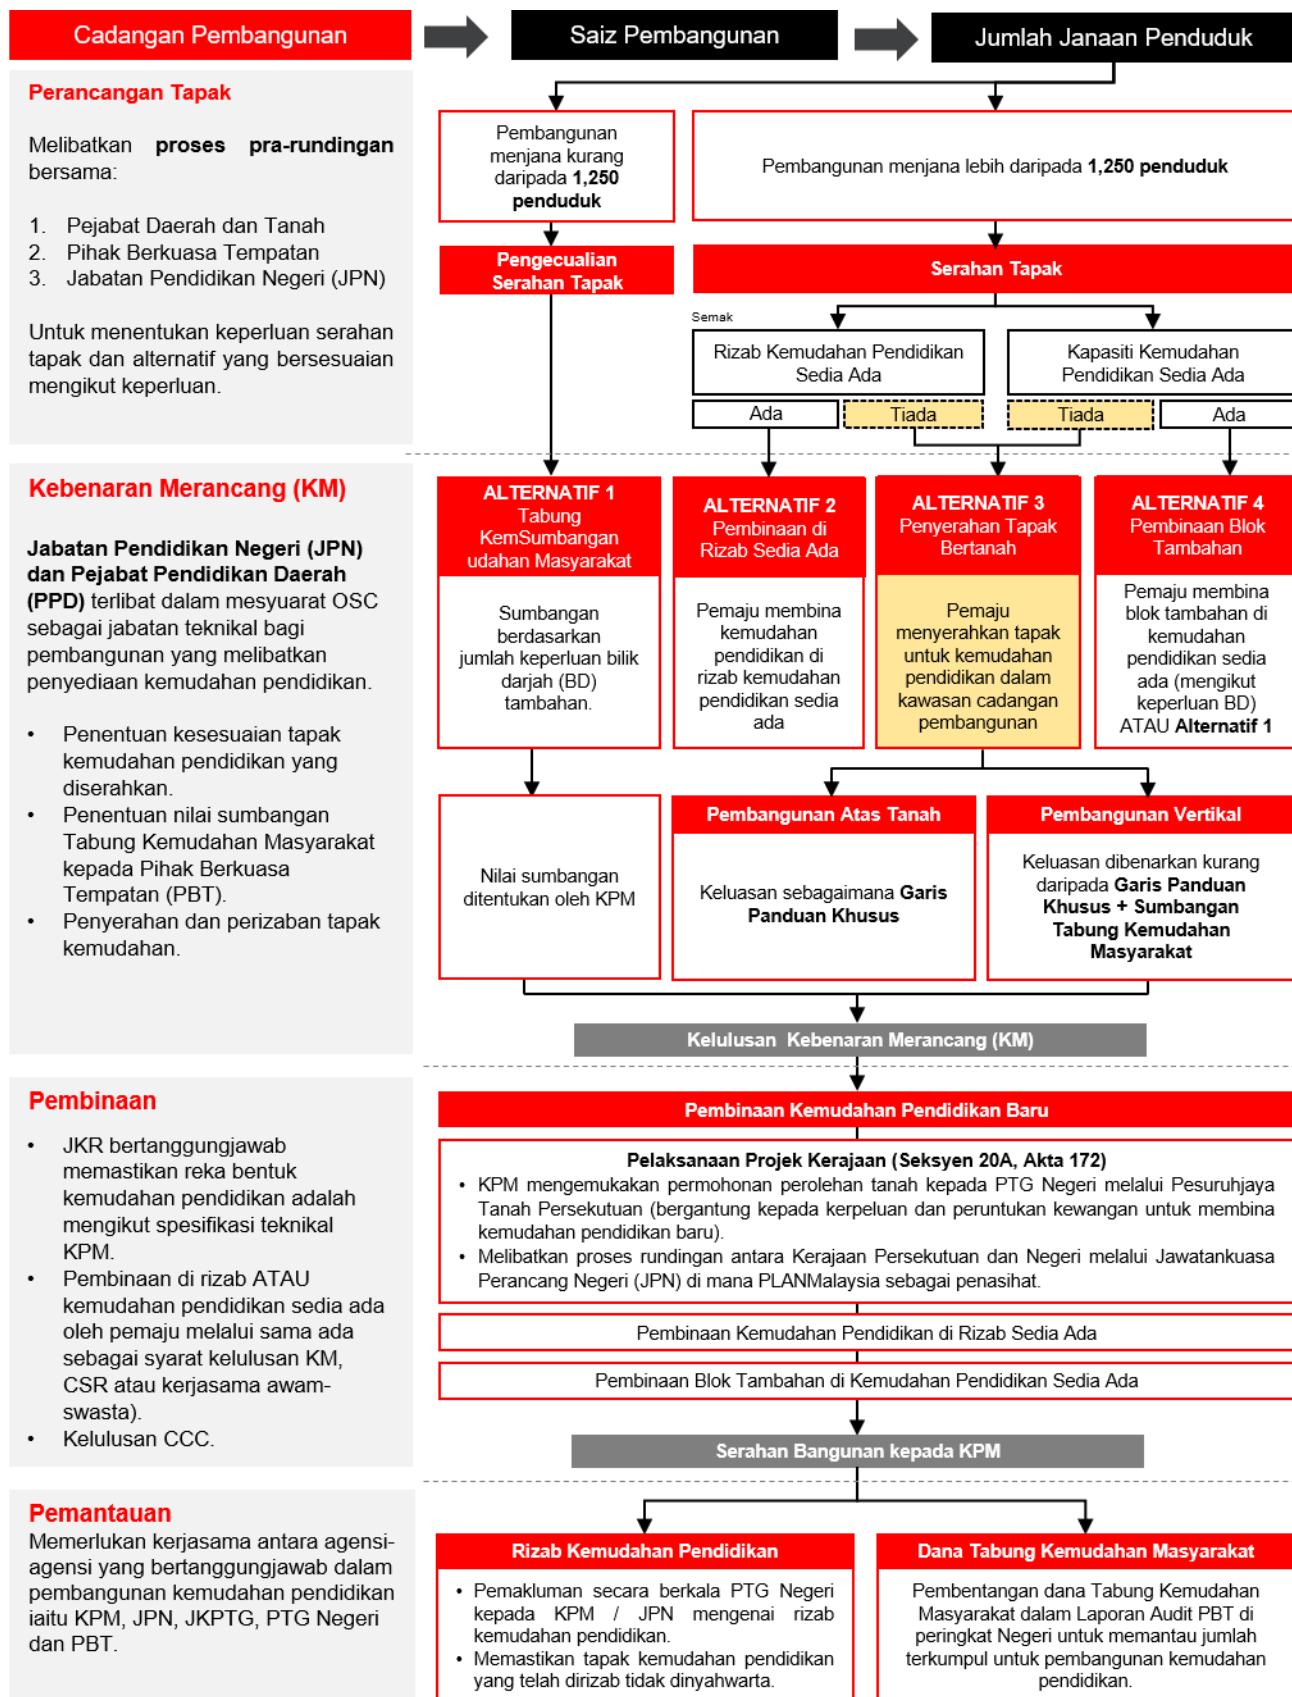 Cadangan Pembangunan
Saiz Pembangunan
Jumlah Janaan Penduduk
Perancangan Tapak
Melibatkan proses pra-rundingan
bersama:
1. Pejabat Daerah dan Tanah
2. Pihak Berkuasa Tempatan
3. Jabatan Pendidikan Negeri (JPN)
Untuk menentukan keperluan serahan
tapak dan alternatif yang bersesuaian
mengikut keperluan.
Pembangunan
menjana kurang
daripada 1,250
penduduk
Pembangunan menjana lebih daripada 1,250 penduduk
Pengecualian
Serahan Tapak
Serahan Tapak
Semak
Rizab Kemudahan Pendidikan
Sedia Ada
Kapasiti Kemudahan
Pendidikan Sedia Ada
Ada
Tiada
Tiada
Ada
Kebenaran Merancang (KM)
Jabatan Pendidikan Negeri (JPN)
dan Pejabat Pendidikan Daerah
(PPD) terlibat dalam mesyuarat OSC
sebagai jabatan teknikal bagi
pembangunan yang melibatkan
penyediaan kemudahan pendidikan.
• Penentuan kesesuaian tapak
kemudahan pendidikan yang
diserahkan.
• Penentuan nilai sumbangan
Tabung Kemudahan Masyarakat
kepada Pihak Berkuasa
Tempatan (PBT).
• Penyerahan dan perizaban tapak
kemudahan.
ALTERNATIF 1
Tabung
KemSumbangan
udahan Masyarakat
Sumbangan
berdasarkan
jumlah keperluan bilik
darjah (BD)
tambahan.
ALTERNATIF 2
Pembinaan di
Rizab Sedia Ada
Pemaju membina
kemudahan
pendidikan di
rizab kemudahan
pendidikan sedia
ada
ALTERNATIF 3
Penyerahan Tapak
Bertanah
Pemaju
menyerahkan tapak
untuk kemudahan
pendidikan dalam
kawasan cadangan
pembangunan
ALTERNATIF 4
Pembinaan Blok
Tambahan
Pemaju membina
blok tambahan di
kemudahan
pendidikan sedia
ada (mengikut
keperluan BD)
ATAU Alternatif 1
Nilai sumbangan
ditentukan oleh KPM
Pembangunan Atas Tanah
Keluasan sebagaimana Garis
Panduan Khusus
Pembangunan Vertikal
Keluasan dibenarkan kurang
daripada Garis Panduan
Khusus + Sumbangan
Tabung Kemudahan
Masyarakat
Kelulusan Kebenaran Merancang (KM)
Pembinaan
• JKR bertanggungjawab
memastikan reka bentuk
kemudahan pendidikan adalah
mengikut spesifikasi teknikal
KPM.
• Pembinaan di rizab ATAU
kemudahan pendidikan sedia ada
oleh pemaju melalui sama ada
sebagai syarat kelulusan KM,
CSR atau kerjasama awam-
swasta).
• Kelulusan CCC.
Pembinaan Kemudahan Pendidikan Baru
Pelaksanaan Projek Kerajaan (Seksyen 20A, Akta 172)
• KPM mengemukakan permohonan perolehan tanah kepada PTG Negeri melalui Pesuruhjaya
Tanah Persekutuan (bergantung kepada kerpeluan dan peruntukan kewangan untuk membina
kemudahan pendidikan baru).
• Melibatkan proses rundingan antara Kerajaan Persekutuan dan Negeri melalui Jawatankuasa
Perancang Negeri (JPN) di mana PLANMalaysia sebagai penasihat.
Pembinaan Kemudahan Pendidikan di Rizab Sedia Ada
Pembinaan Blok Tambahan di Kemudahan Pendidikan Sedia Ada
Serahan Bangunan kepada KPM
Pemantauan
Memerlukan kerjasama antara agensi-
agensi yang bertanggungjawab dalam
pembangunan kemudahan pendidikan
iaitu KPM, JPN, JKPTG, PTG Negeri
dan PBT.
Rizab Kemudahan Pendidikan
• Pemakluman secara berkala PTG Negeri
kepada KPM / JPN mengenai rizab
kemudahan pendidikan.
• Memastikan tapak kemudahan pendidikan
yang telah dirizab tidak dinyahwarta.
Dana Tabung Kemudahan Masyarakat
Pembentangan dana Tabung Kemudahan
Masyarakat dalam Laporan Audit PBT di
peringkat Negeri untuk memantau jumlah
terkumpul untuk pembangunan kemudahan
pendidikan.